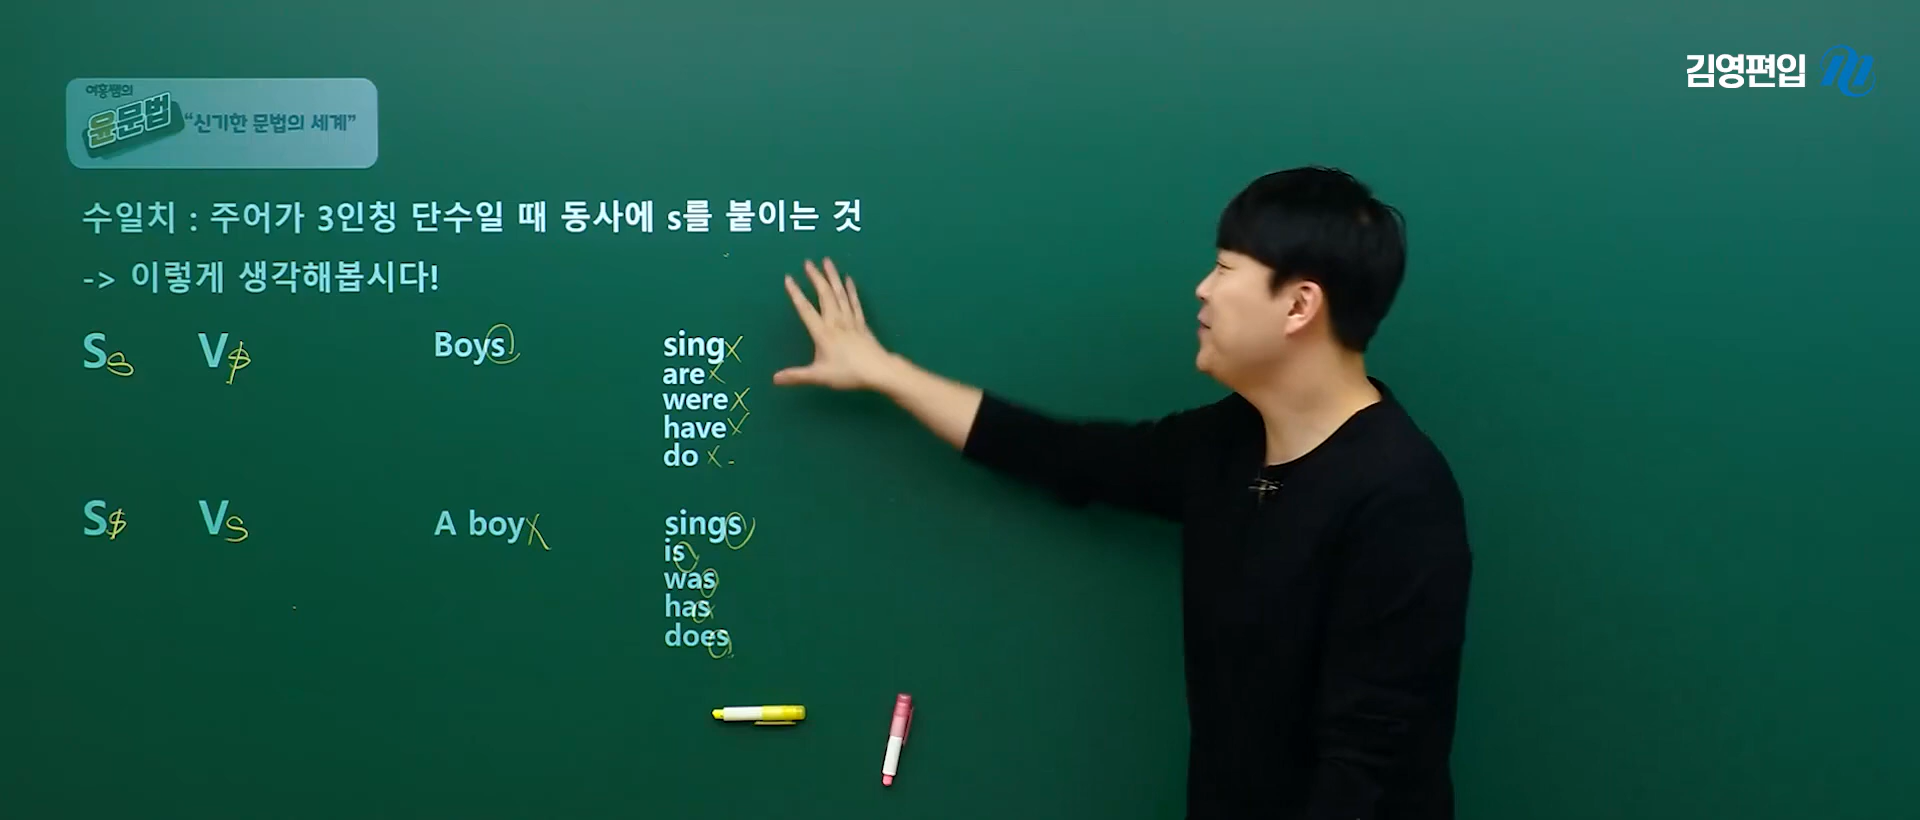 김영편입
여홍쌤의
윤문법 "신기한 문법의 세계"
수일치 : 주어가 3인칭 단수일 때 동사에 s를 붙이는 것
-> 이렇게 생각해봅시다!
Ss V$ Boys singx
are x
were x
have x
do x
S$ Vs A boy x sings
is
was
has
does